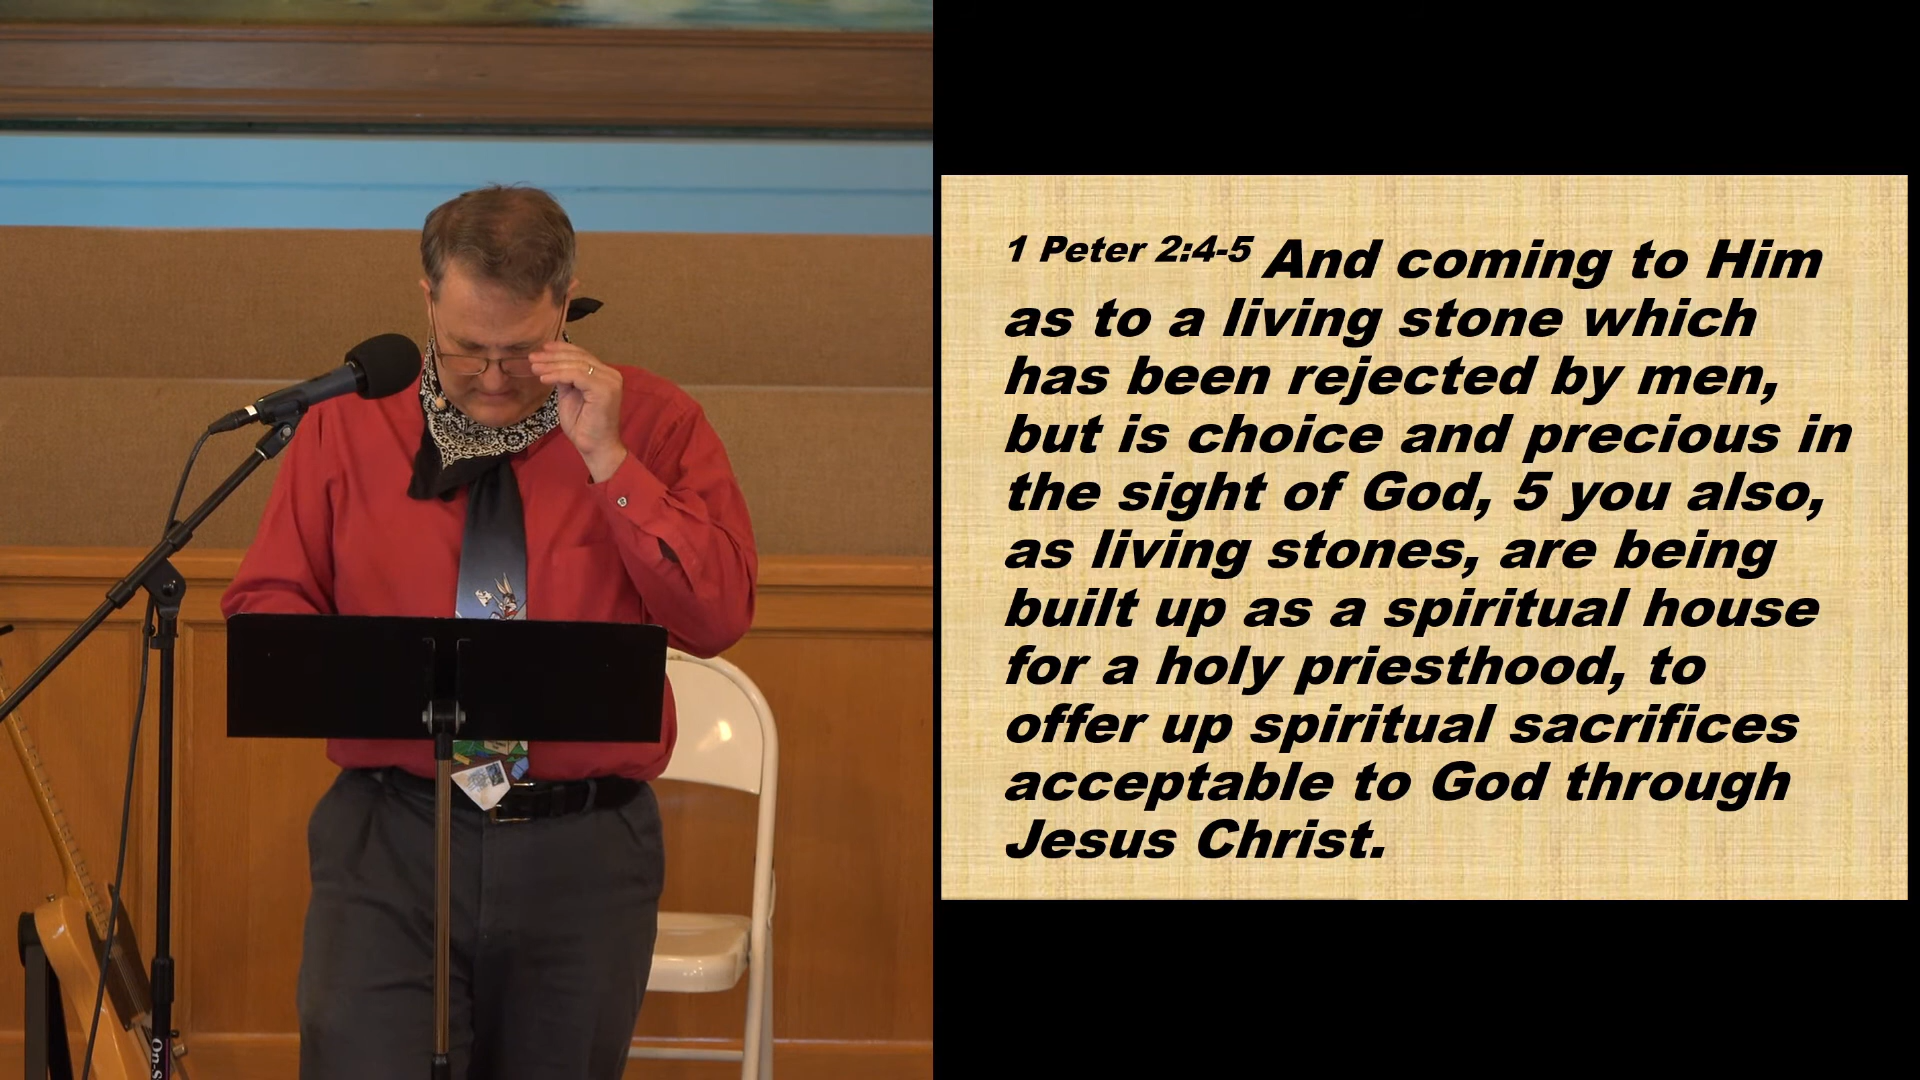 1 Peter 2:4-5 And coming to Him
as to a living stone which
has been rejected by men,
but is choice and precious in
the sight of God, 5 you also,
as living stones, are being
built up as a spiritual house
for a holy priesthood, to
offer up spiritual sacrifices
acceptable to God through
Jesus Christ.
On-S